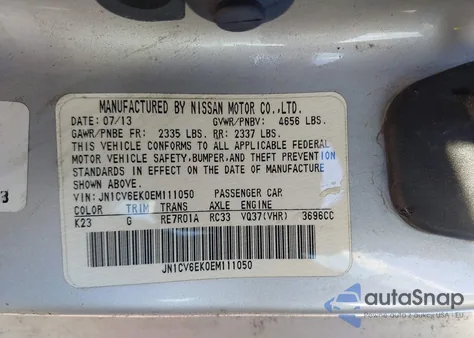 MANUFACTURED BY NISSAN MOTOR CO.,LTD.
DATE: 07/13 GVWR/PNBV: 4656 LBS.
GAWR/PNBE FR: 2335 LBS. RR: 2337 LBS.
THIS VEHICLE CONFORMS TO ALL APPLICABLE FEDERAL
MOTOR VEHICLE SAFETY,BUMPER,AND THEFT PREVENTION
STANDARDS IN EFFECT ON THE DATE OF MANUFACTURE
SHOWN ABOVE.
VIN: JN1CV6EK0EM111050 PASSENGER CAR
COLOR TRIM TRANS AXLE ENGINE
K23 G RE7R01A RC33 VQ37(VHR) 3696CC
JN1CV6EK0EM111050
autoSnap